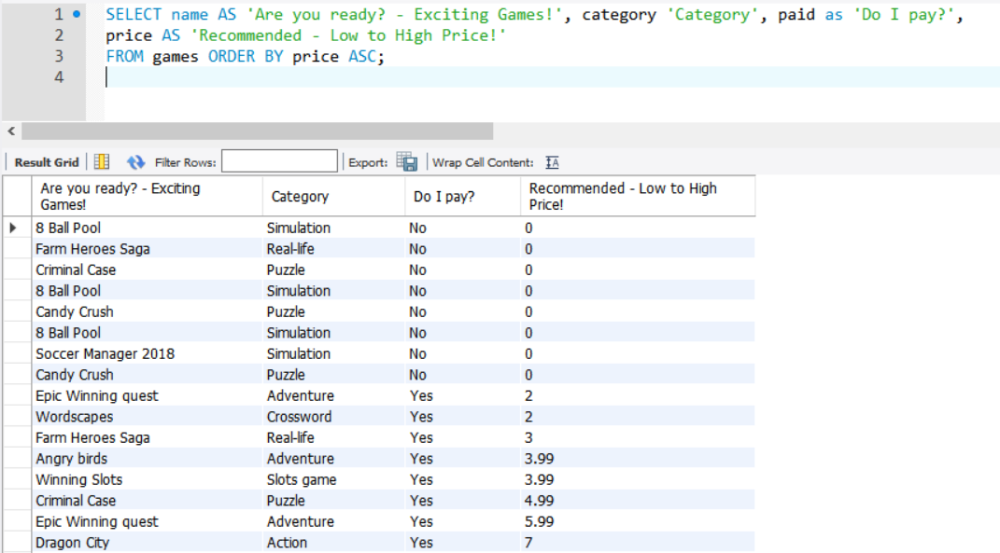 1 SELECT name AS 'Are you ready? - Exciting Games!', category 'Category', paid as 'Do I pay?',
2 price AS 'Recommended - Low to High Price!'
3 FROM games ORDER BY price ASC;
4
Result Grid Filter Rows: Export: Wrap Cell Content: IA
Are you ready? - Exciting Games! Category Do I pay? Recommended - Low to High Price!
8 Ball Pool Simulation No 0
Farm Heroes Saga Real-life No 0
Criminal Case Puzzle No 0
8 Ball Pool Simulation No 0
Candy Crush Puzzle No 0
8 Ball Pool Simulation No 0
Soccer Manager 2018 Simulation No 0
Candy Crush Puzzle No 0
Epic Winning quest Adventure Yes 2
Wordscapes Crossword Yes 2
Farm Heroes Saga Real-life Yes 3
Angry birds Adventure Yes 3.99
Winning Slots Slots game Yes 3.99
Criminal Case Puzzle Yes 4.99
Epic Winning quest Adventure Yes 5.99
Dragon City Action Yes 7